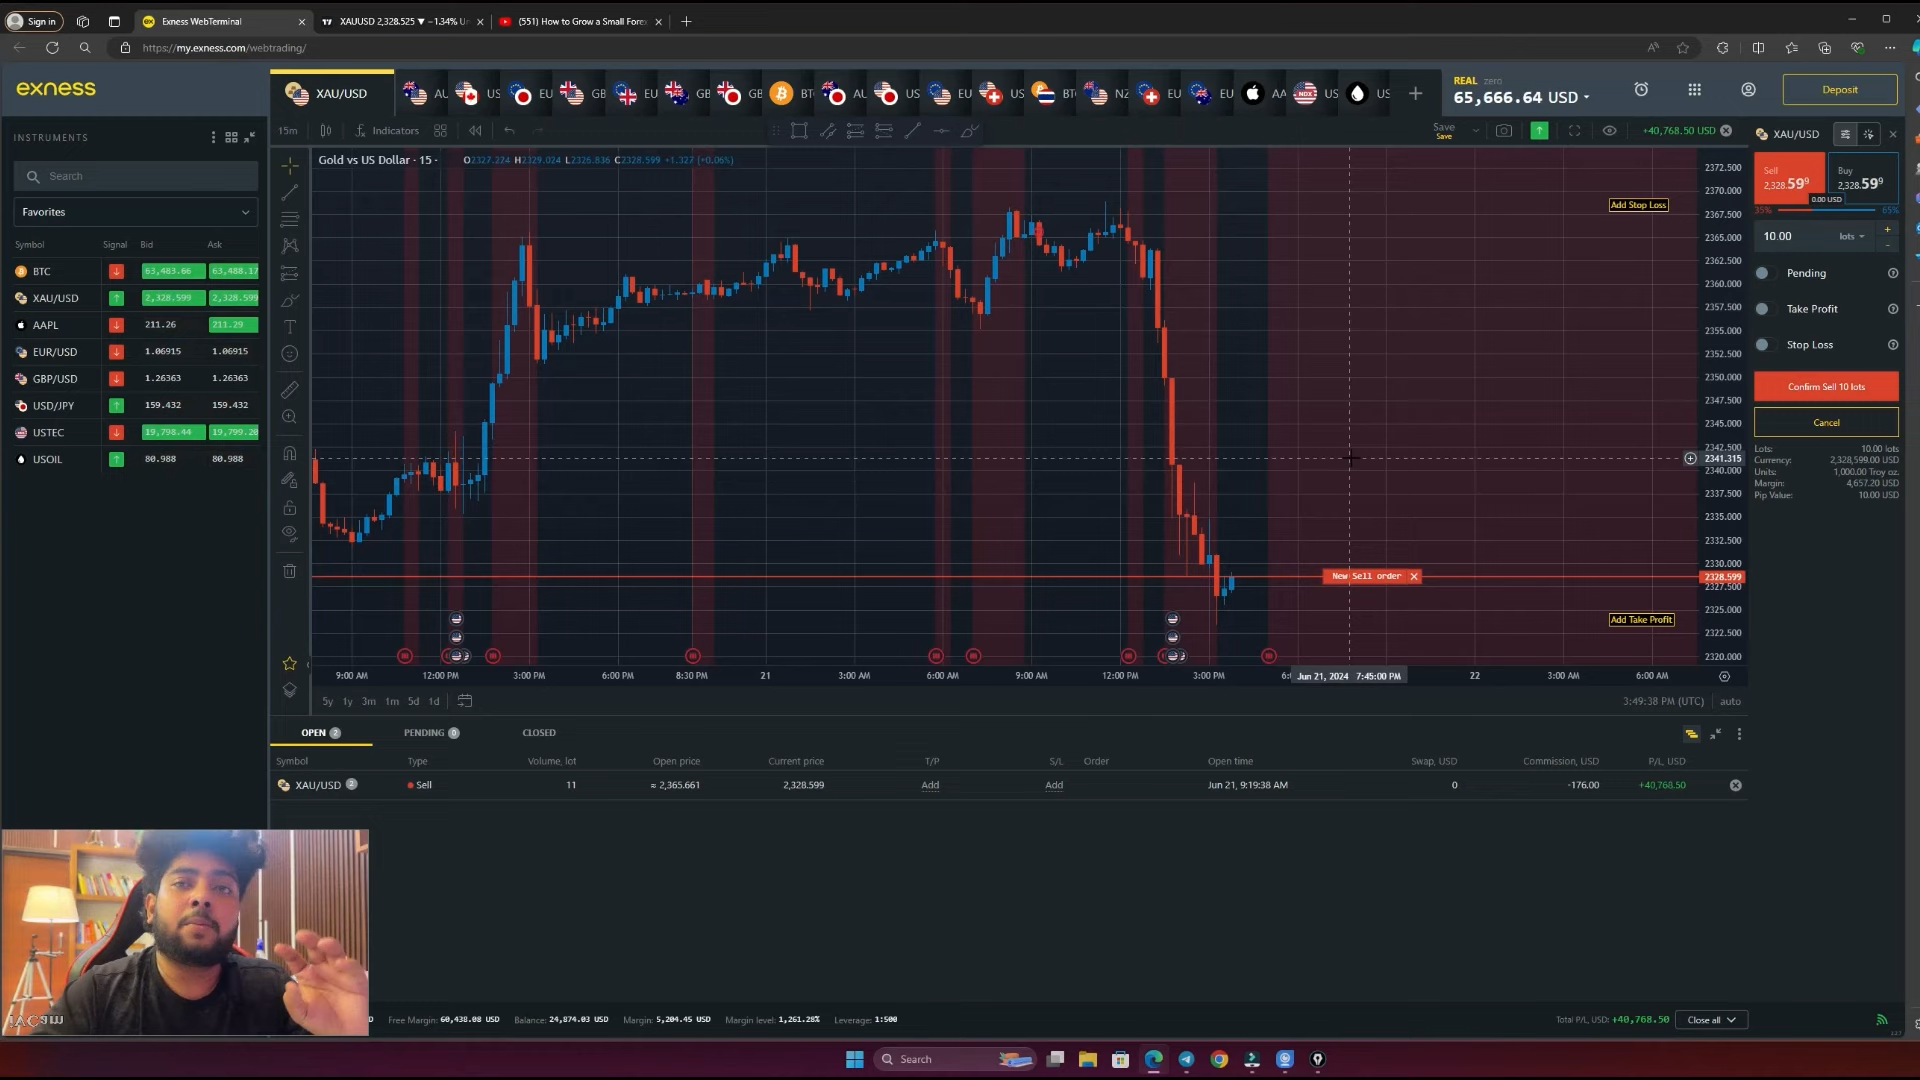 Sign in
Exness WebTerminal
XAUUSD 2,328.525 ▼ −1.34%
(551) How to Grow a Small Fore
https://my.exness.com/webtrading/
exness
XAU/USD
AU
US
EU
GB
EU
GB
GB
BT
AU
US
EU
US
BT
NZ
EU
EU
AA
US
US
REAL zero
65,666.64 USD
Deposit
INSTRUMENTS
Search
Favorites
Symbol Signal Bid Ask
BTC 63,483.66 63,488.17
XAU/USD 2,328.599 2,328.599
AAPL 211.26 211.29
EUR/USD 1.06915 1.06915
GBP/USD 1.26363 1.26363
USD/JPY 159.432 159.432
USTEC 19,798.44 19,799.20
USOIL 80.988 80.988
15m Indicators
Save
Save
+40,768.50 USD
Gold vs US Dollar · 15 · O2327.274 H2329.024 L2326.836 C2328.599 +1.327 (+0.06%)
2372.500
2370.000
2367.500
2365.000
2362.500
2360.000
2357.500
2355.000
2352.500
2350.000
2347.500
2345.000
2342.500
2341.315
2340.000
2337.500
2335.000
2332.500
2330.000
2328.599
2327.500
2325.000
2322.500
2320.000
Add Stop Loss
New Sell order
Add Take Profit
9:00 AM 12:00 PM 3:00 PM 6:00 PM 8:30 PM 21 3:00 AM 6:00 AM 9:00 AM 12:00 PM 3:00 PM Jun 21, 2024 7:45:00 PM 22 3:00 AM 6:00 AM
5y 1y 3m 1m 5d 1d
3:49:38 PM (UTC) auto
XAU/USD
Sell
2,328.599
Buy
2,328.599
0.00 USD
35% 65%
10.00 lots
+
-
Pending
Take Profit
Stop Loss
Confirm Sell 10 lots
Cancel
Lots: 10.00 lots
Currency: 2,328,599.00 USD
Units: 1,000.00 Troy oz.
Margin: 4,657.20 USD
Pip Value: 10.00 USD
OPEN 2 PENDING 0 CLOSED
Symbol Type Volume, lot Open price Current price T/P S/L Order Open time Swap, USD Commission, USD P/L, USD
XAU/USD 2 Sell 11 ≈ 2,365.661 2,328.599 Add Add Jun 21, 9:19:38 AM 0 -176.00 +40,768.50
Free Margin: 60,438.08 USD Balance: 24,874.03 USD Margin: 5,204.45 USD Margin level: 1,261.28% Leverage: 1:500
Total P/L, USD: +40,768.50 Close all
Search